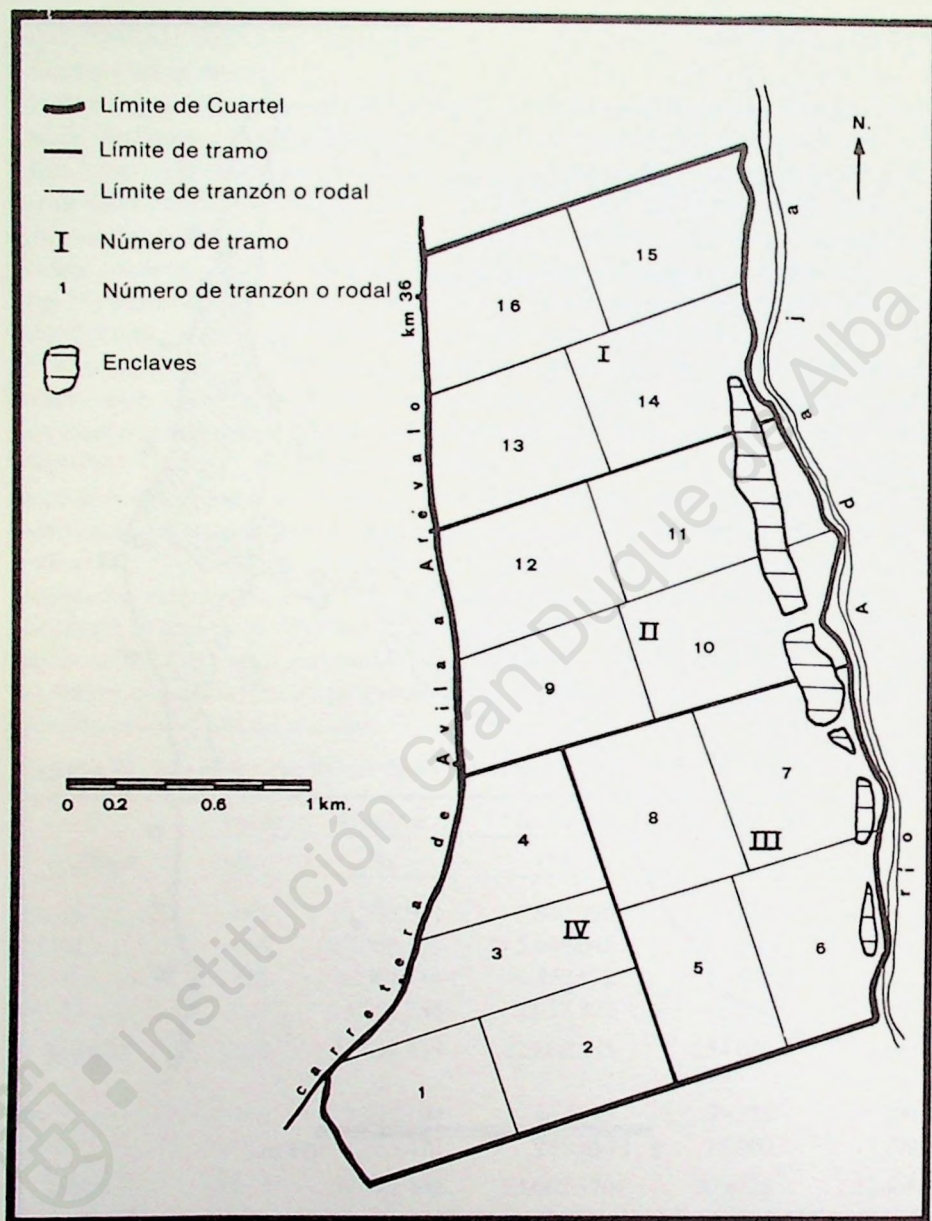 Límite de Cuartel
Límite de tramo
Límite de tranzón o rodal
I Número de tramo
1 Número de tranzón o rodal
Enclaves
N.
km 36
carretera de Avila a Arévalo
río Adaja
0 0.2 0.6 1 km.
16
15
I
13
14
12
11
II
9
10
4
8
7
III
3
IV
5
6
1
2
Institución Gran Duque de Alba